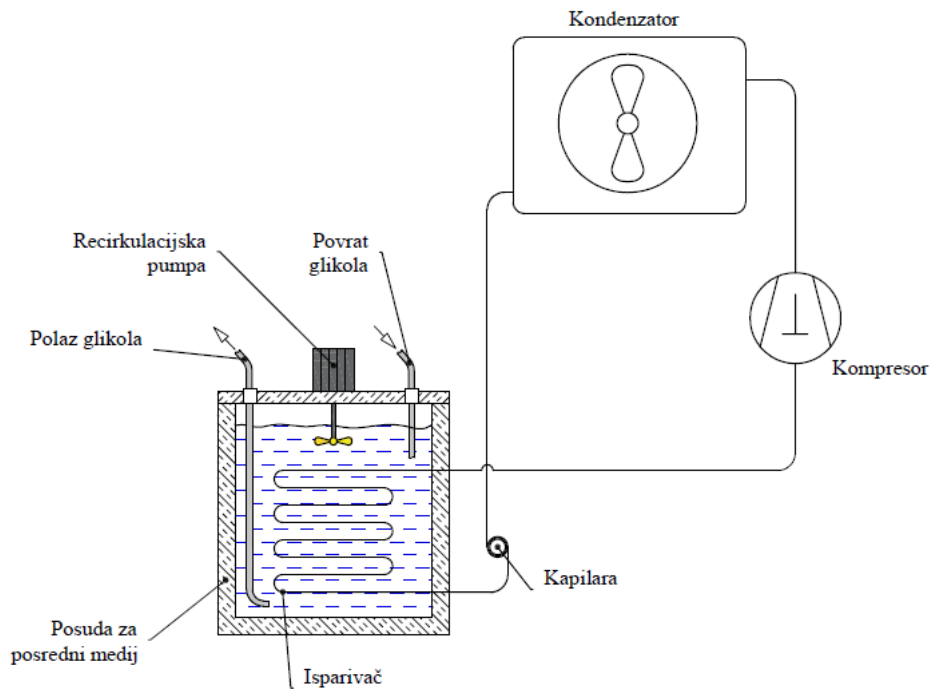 Kondenzator
Recirkulacijska
pumpa
Povrat
glikola
Polaz glikola
Kompresor
Kapilara
Posuda za
posredni medij
Isparivač